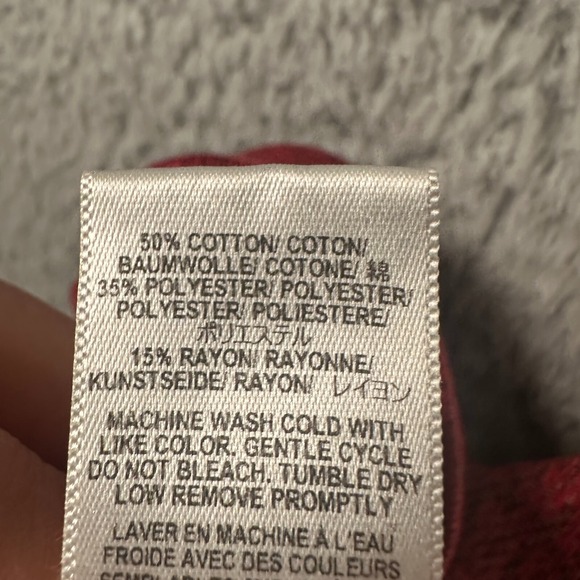 50% COTTON/ COTON/
BAUMWOLLE/ COTONE/ 綿
35% POLYESTER/ POLYESTER/
POLYESTER/ POLIESTERE/
ポリエステル
15% RAYON/ RAYONNE/
KUNSTSEIDE/ RAYON/ レイヨン
MACHINE WASH COLD WITH
LIKE COLOR. GENTLE CYCLE
DO NOT BLEACH. TUMBLE DRY
LOW REMOVE PROMPTLY
LAVER EN MACHINE À L'EAU
FROIDE AVEC DES COULEURS